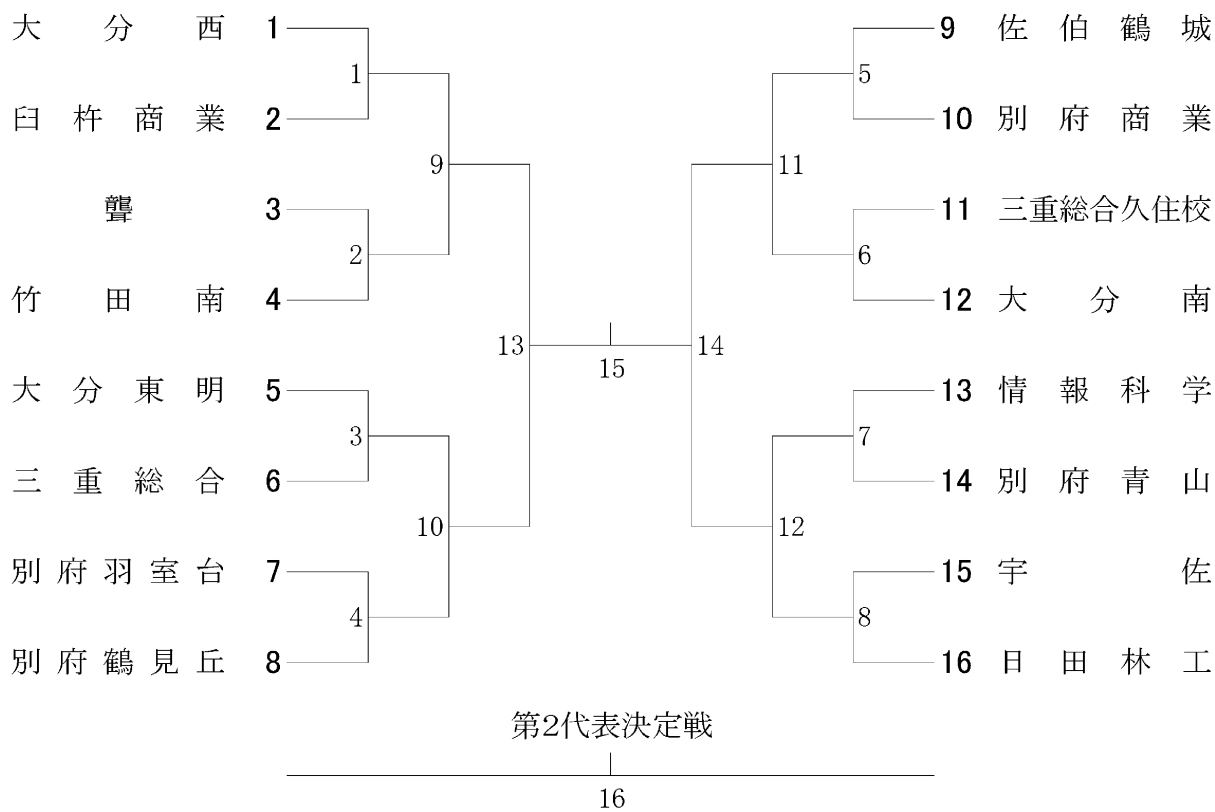 大分西 1
1
臼杵商業 2
9
聾 3
2
竹田南 4
13
大分東明 5
3
三重総合 6
10
別府羽室台 7
4
別府鶴見丘 8
15
9 佐伯鶴城
5
10 別府商業
11
11 三重総合久住校
6
12 大分南
14
13 情報科学
7
14 別府青山
12
15 宇佐
8
16 日田林工
第2代表決定戦
16